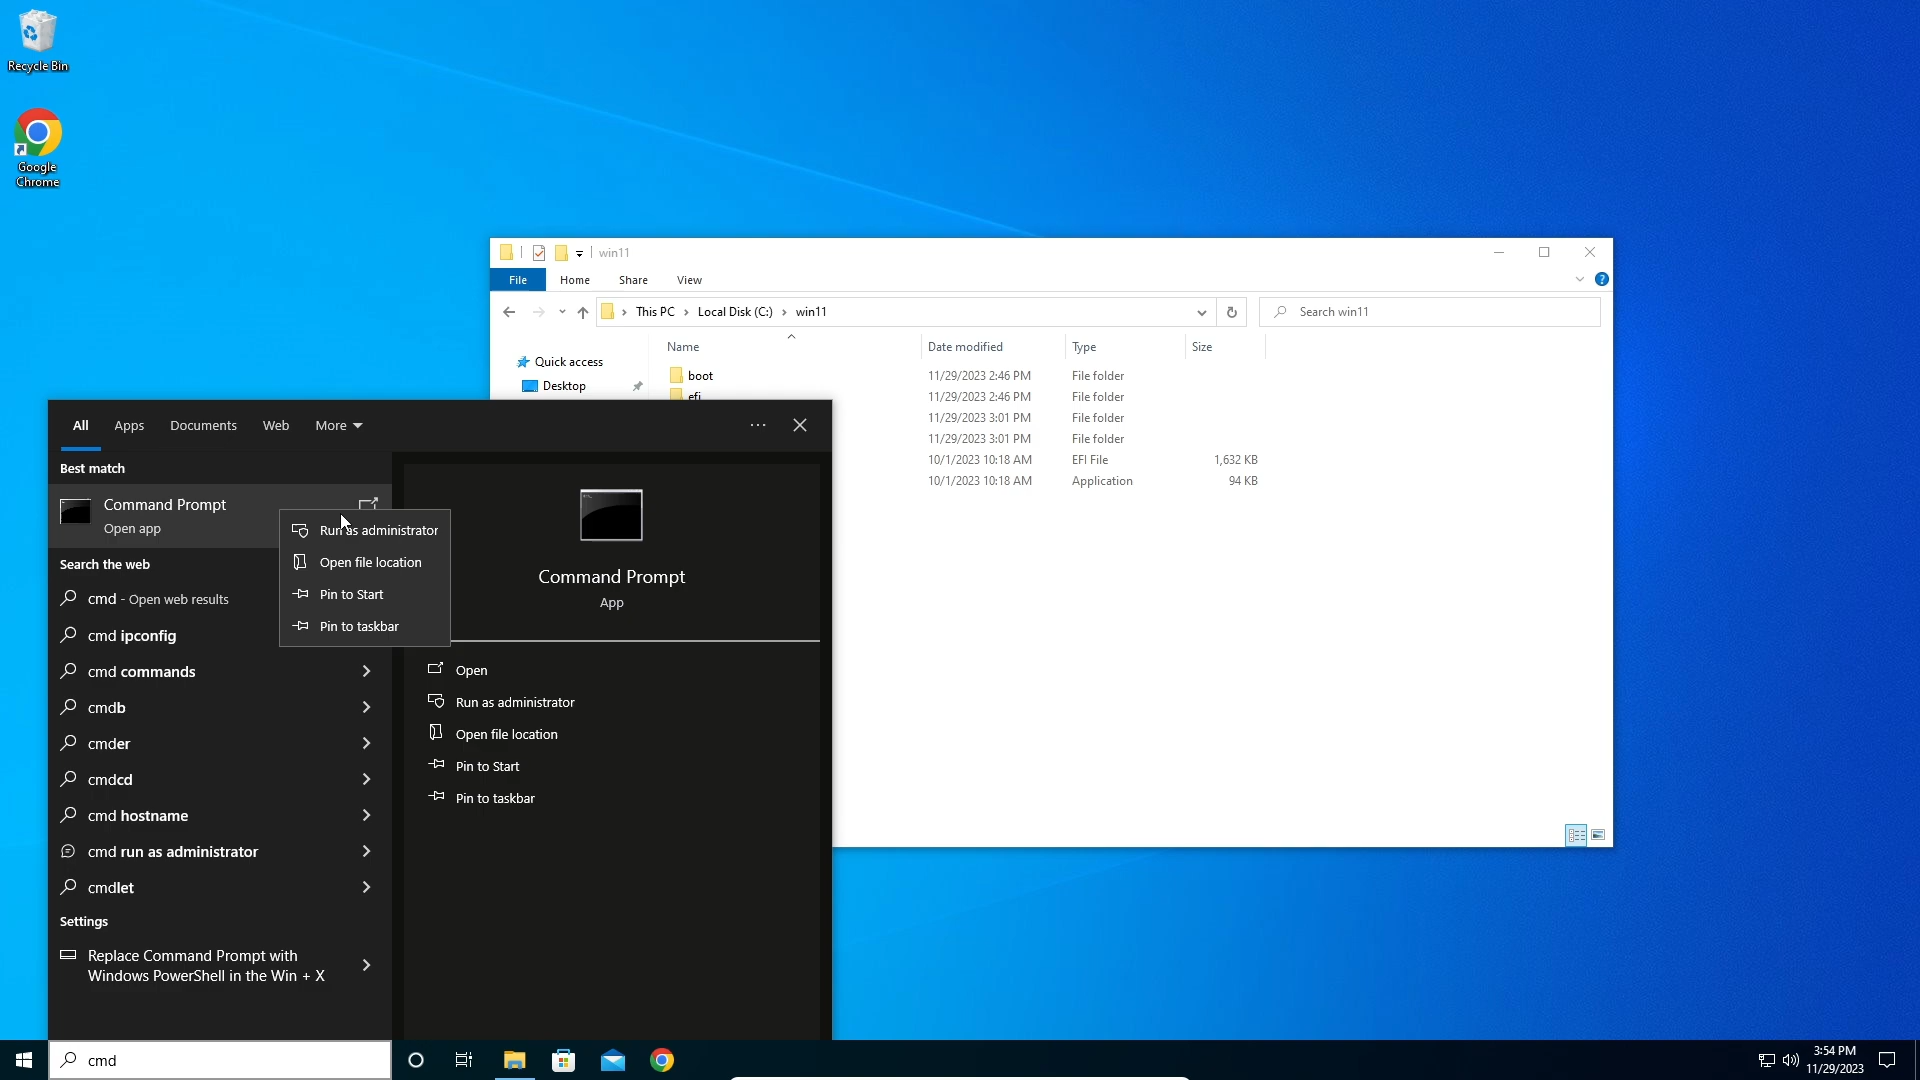 Recycle Bin
Google
Chrome
win11
File Home Share View
This PC Local Disk (C:) win11
Search win11
Name Date modified Type Size
Quick access
Desktop
boot 11/29/2023 2:46 PM File folder
efi 11/29/2023 2:46 PM File folder
11/29/2023 3:01 PM File folder
11/29/2023 3:01 PM File folder
10/1/2023 10:18 AM EFI File 1,632 KB
10/1/2023 10:18 AM Application 94 KB
All Apps Documents Web More
Best match
Command Prompt
Open app
Run as administrator
Open file location
Pin to Start
Pin to taskbar
Search the web
cmd - Open web results
cmd ipconfig
cmd commands
cmdb
cmder
cmdcd
cmd hostname
cmd run as administrator
cmdlet
Settings
Replace Command Prompt with
Windows PowerShell in the Win + X
Command Prompt
App
Open
Run as administrator
Open file location
Pin to Start
Pin to taskbar
cmd
3:54 PM
11/29/2023